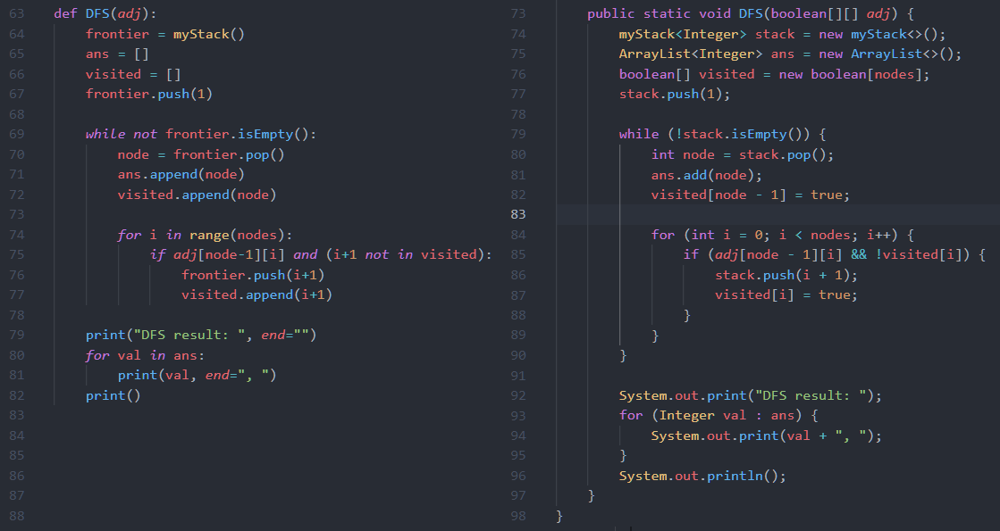 63 def DFS(adj):
64 frontier = myStack()
65 ans = []
66 visited = []
67 frontier.push(1)
68
69 while not frontier.isEmpty():
70 node = frontier.pop()
71 ans.append(node)
72 visited.append(node)
73
74 for i in range(nodes):
75 if adj[node-1][i] and (i+1 not in visited):
76 frontier.push(i+1)
77 visited.append(i+1)
78
79 print("DFS result: ", end="")
80 for val in ans:
81 print(val, end=", ")
82 print()
83
84
85
86
87
88
73 public static void DFS(boolean[][] adj) {
74 myStack<Integer> stack = new myStack<>();
75 ArrayList<Integer> ans = new ArrayList<>();
76 boolean[] visited = new boolean[nodes];
77 stack.push(1);
78
79 while (!stack.isEmpty()) {
80 int node = stack.pop();
81 ans.add(node);
82 visited[node - 1] = true;
83
84 for (int i = 0; i < nodes; i++) {
85 if (adj[node - 1][i] && !visited[i]) {
86 stack.push(i + 1);
87 visited[i] = true;
88 }
89 }
90 }
91
92 System.out.print("DFS result: ");
93 for (Integer val : ans) {
94 System.out.print(val + ", ");
95 }
96 System.out.println();
97 }
98 }